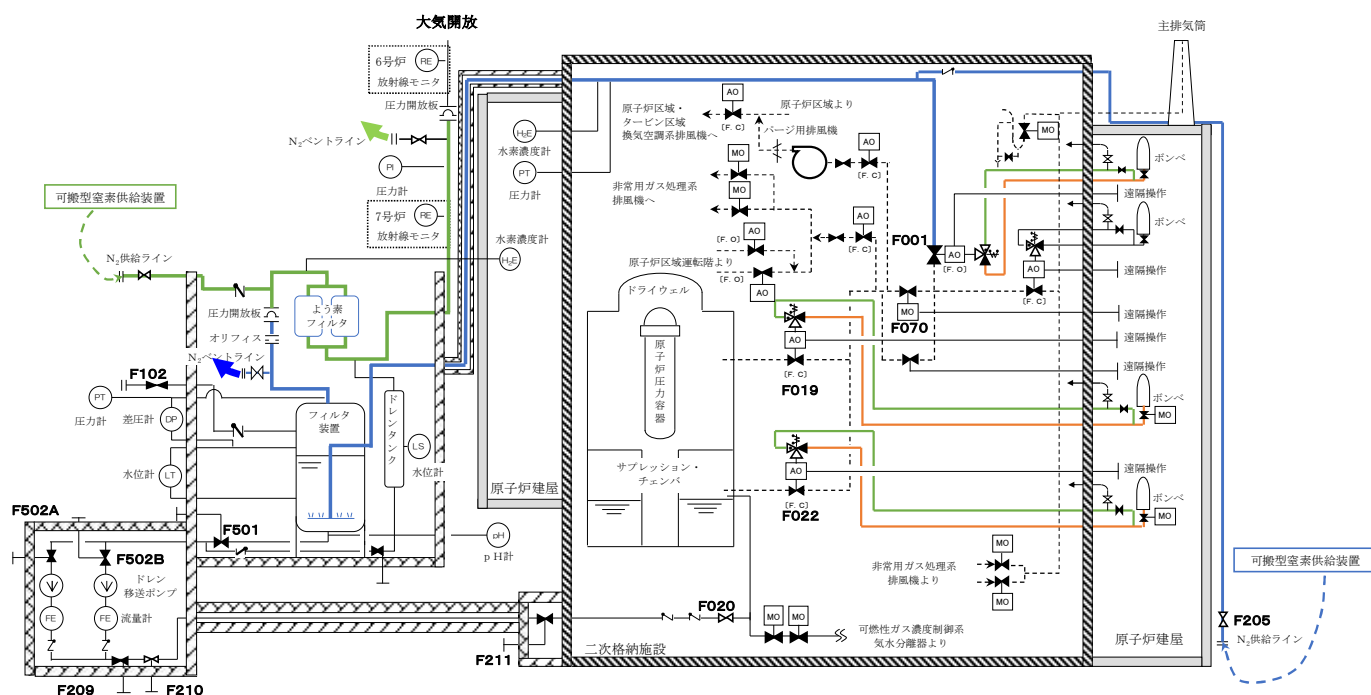 大気開放
主排気筒
6号炉
RE
放射線モニタ
圧力開放板
N₂ベントライン
PI
圧力計
7号炉
RE
放射線モニタ
可搬型窒素供給装置
N₂供給ライン
水素濃度計
H₂E
H₂E
水素濃度計
PT
圧力計
原子炉区域・
タービン区域
換気空調系排風機へ
AO
[F. C]
原子炉区域より
パージ用排風機
AO
[F. C]
MO
非常用ガス処理系
排風機へ
MO
AO
[F. O]
AO
[F. C]
原子炉区域運転階より
[F. O]
AO
F001
AO
[F. O]
MO
ボンベ
遠隔操作
ボンベ
遠隔操作
AO
[F. C]
MO
F070
遠隔操作
遠隔操作
圧力開放板
オリフィス
よう素
フィルタ
N₂ベントライン
F102
PT
圧力計
差圧計
DP
フィルタ
装置
ドレンタンク
LS
水位計
水位計
LT
原子炉建屋
ドライウェル
原子炉圧力容器
サプレッション・
チェンバ
AO
[F. C]
F019
AO
[F. C]
F022
ボンベ
MO
遠隔操作
ボンベ
MO
F502A
F501
F502B
pH
pH計
ドレン
移送ポンプ
FE
FE
流量計
F209
F210
F211
F020
MO
MO
可燃性ガス濃度制御系
気水分離器より
非常用ガス処理系
排風機より
MO
MO
二次格納施設
原子炉建屋
可搬型窒素供給装置
F205
N₂供給ライン